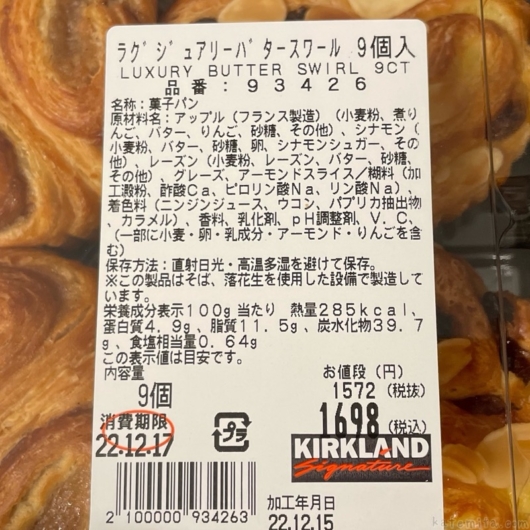 ラグジュアリーバタースワール 9個入
LUXURY BUTTER SWIRL 9CT
品番:93426
名称:菓子パン
原材料名:アップル(フランス製造)(小麦粉、煮り
んご、バター、りんご、砂糖、その他)、シナモン(
小麦粉、バター、砂糖、卵、シナモンシュガー、その
他)、レーズン(小麦粉、レーズン、バター、砂糖、
その他)、グレーズ、アーモンドスライス/糊料(加
工澱粉、酢酸Ca、ピロリン酸Na、リン酸Na)、
着色料(ニンジンジュース、ウコン、パプリカ抽出物
、カラメル)、香料、乳化剤、pH調整剤、V.C、
(一部に小麦・卵・乳成分・アーモンド・りんごを含
む)
保存方法:直射日光・高温多湿を避けて保存。
※この製品はそば、落花生を使用した設備で製造して
います。
栄養成分表示100g当たり 熱量285kcal、
蛋白質4.9g、脂質11.5g、炭水化物39.7
g、食塩相当量0.64g
この表示値は目安です。
内容量
お値段(円)
9個
1572(税抜)
消費期限
1698(税込)
22.12.17
プラ
KIRKLAND
Signature
2 100000 934263
加工年月日
22.12.15